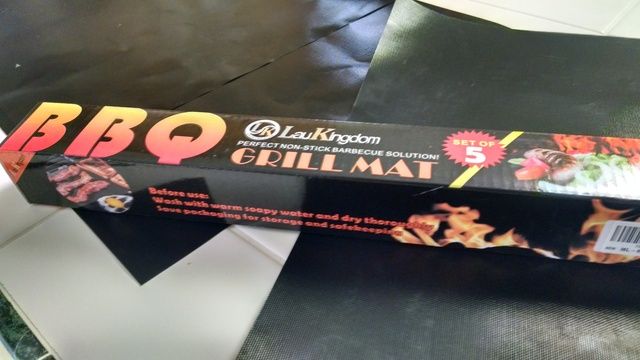 BBQ
LK LauKingdom
PERFECT NON-STICK BARBECUE SOLUTION!
GRILL MAT
SET OF
5
Before use:
Wash with warm soapy water and dry thoroughly
Save packaging for storage and safekeeping